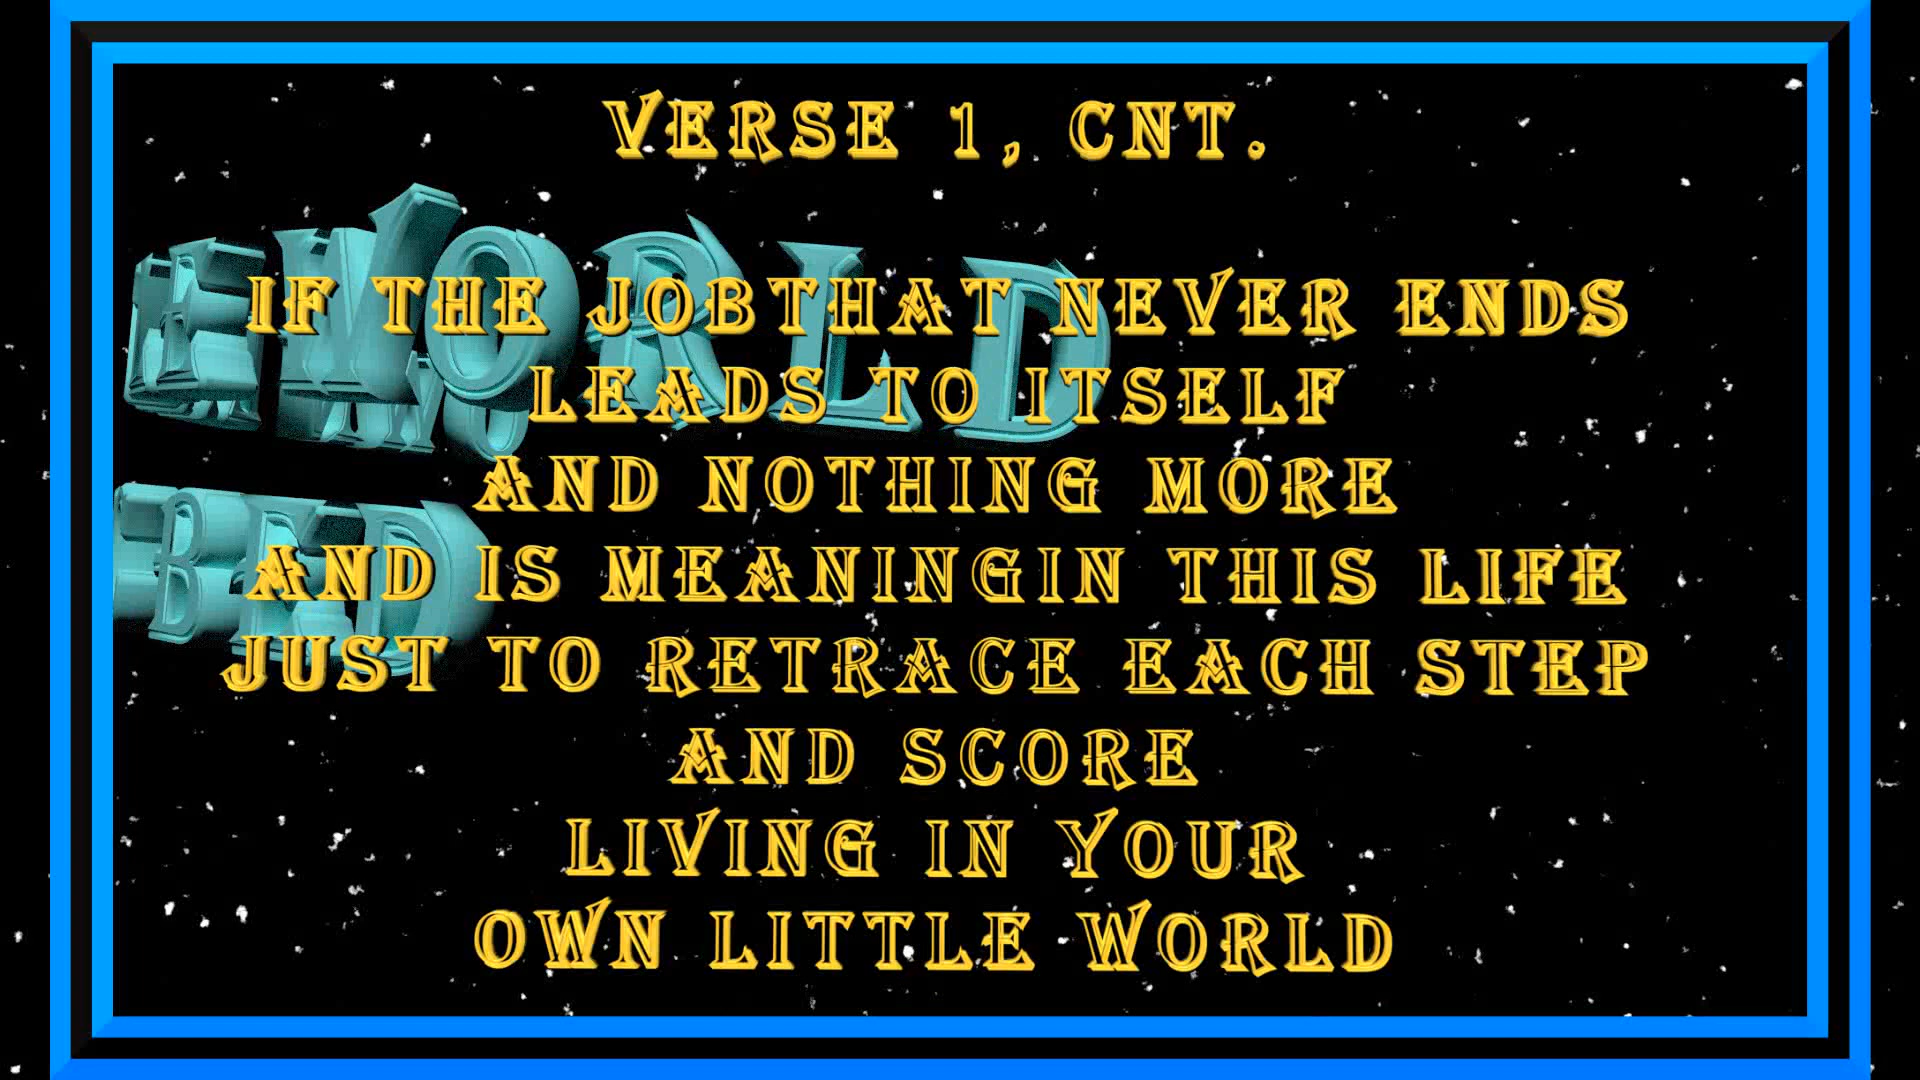 VERSE 1, CNT.
WORLD
IF THE JOBTHAT NEVER ENDS
LEADS TO ITSELF
AND NOTHING MORE
AND IS MEANINGIN THIS LIFE
JUST TO RETRACE EACH STEP
AND SCORE
LIVING IN YOUR
OWN LITTLE WORLD